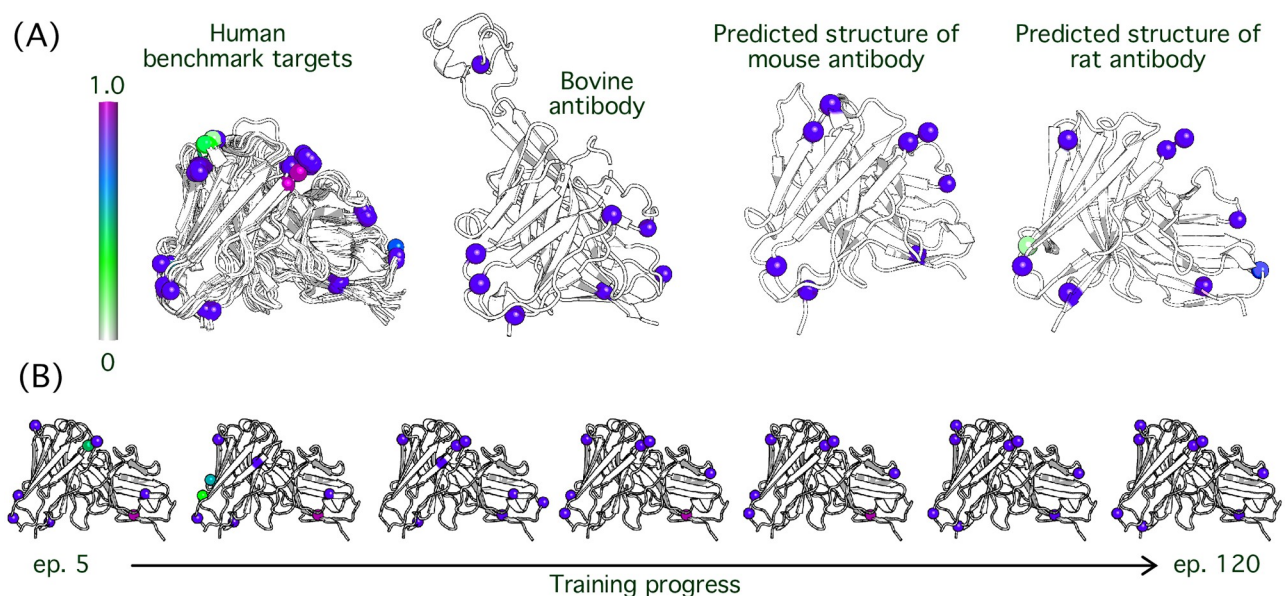 (A)
Human
benchmark targets
1.0
0
Bovine
antibody
Predicted structure of
mouse antibody
Predicted structure of
rat antibody
(B)
ep. 5
Training progress
ep. 120